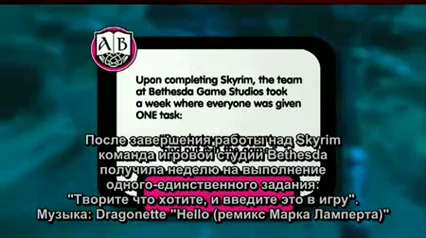 AB
Upon completing Skyrim, the team
at Bethesda Game Studios took
a week where everyone was given
ONE task:
После завершения работы над Skyrim
команда игровой студии Bethesda
получила неделю на выполнение
одного-единственного задания:
"Творите что хотите, и введите это в игру".
Музыка: Dragonette "Hello (ремикс Марка Ламперта)"